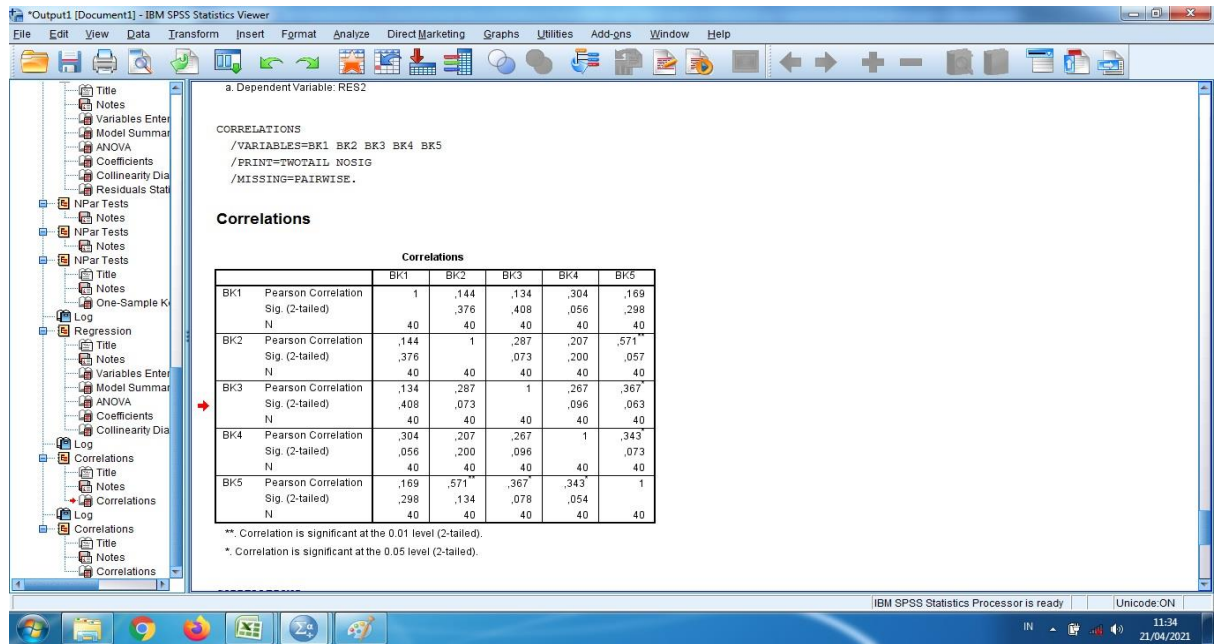 *Output1 [Document1] - IBM SPSS Statistics Viewer
File Edit View Data Transform Insert Format Analyze Direct Marketing Graphs Utilities Add-ons Window Help
Title
Notes
Variables Enter
Model Summar
ANOVA
Coefficients
Collinearity Dia
Residuals Stati
NPar Tests
Notes
NPar Tests
Notes
NPar Tests
Title
Notes
One-Sample K
Log
Regression
Title
Notes
Variables Enter
Model Summar
ANOVA
Coefficients
Collinearity Dia
Log
Correlations
Title
Notes
Correlations
Log
Correlations
Title
Notes
Correlations
a. Dependent Variable: RES2
CORRELATIONS
/VARIABLES=BK1 BK2 BK3 BK4 BK5
/PRINT=TWOTAIL NOSIG
/MISSING=PAIRWISE.
Correlations
Correlations
BK1 BK2 BK3 BK4 BK5
BK1 Pearson Correlation 1 ,144 ,134 ,304 ,169
Sig. (2-tailed) ,376 ,408 ,056 ,298
N 40 40 40 40 40
BK2 Pearson Correlation ,144 1 ,287 ,207 ,571**
Sig. (2-tailed) ,376 ,073 ,200 ,057
N 40 40 40 40 40
BK3 Pearson Correlation ,134 ,287 1 ,267 ,367*
Sig. (2-tailed) ,408 ,073 ,096 ,063
N 40 40 40 40 40
BK4 Pearson Correlation ,304 ,207 ,267 1 ,343*
Sig. (2-tailed) ,056 ,200 ,096 ,073
N 40 40 40 40 40
BK5 Pearson Correlation ,169 ,571** ,367* ,343* 1
Sig. (2-tailed) ,298 ,134 ,078 ,054
N 40 40 40 40 40
**. Correlation is significant at the 0.01 level (2-tailed).
*. Correlation is significant at the 0.05 level (2-tailed).
IBM SPSS Statistics Processor is ready Unicode:ON
IN 11:34
21/04/2021